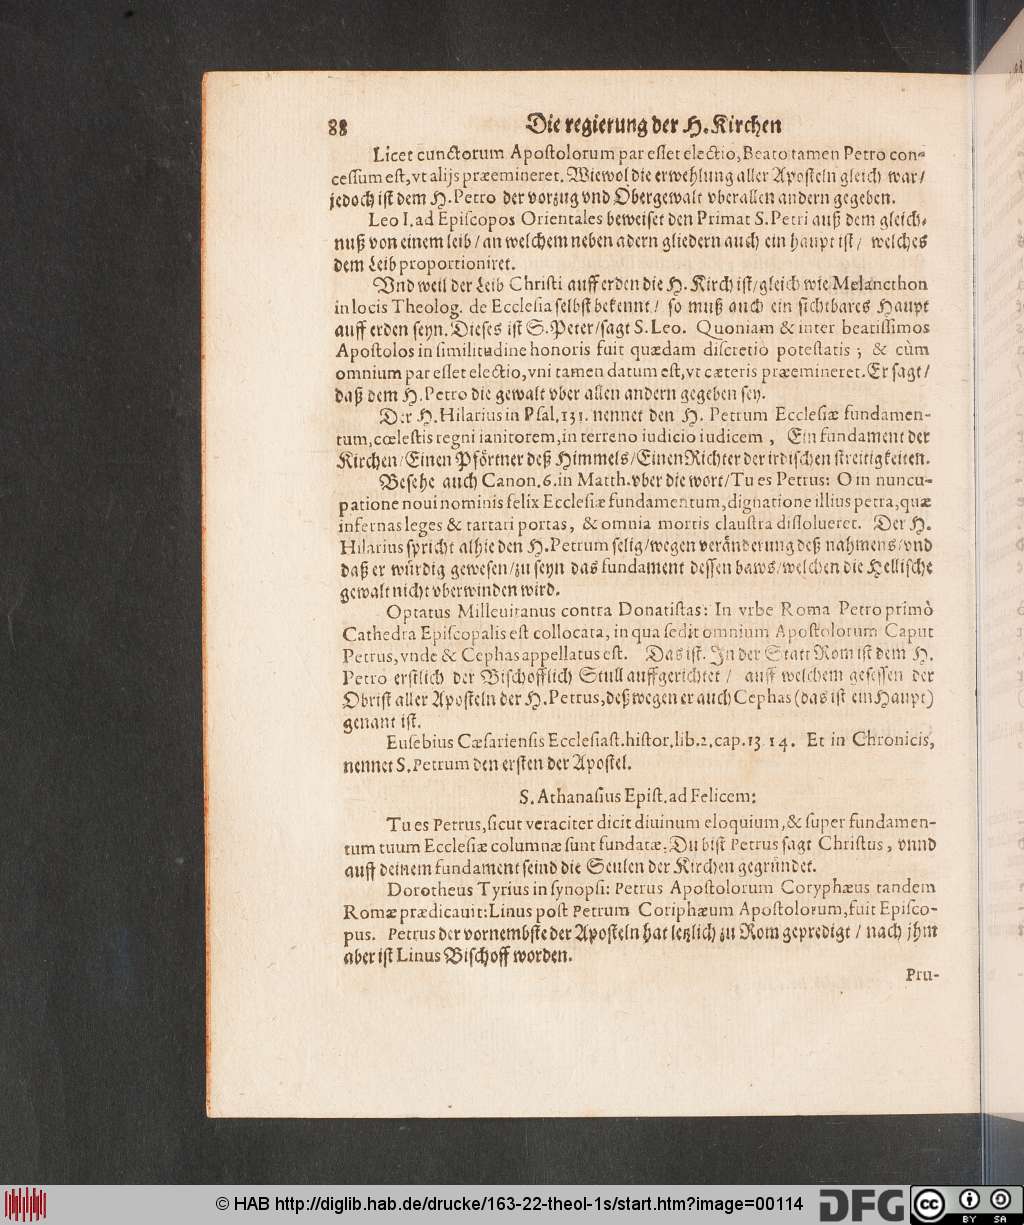 88 Die regierung der H. Kirchen
Licet cunctorum Apostolorum par esset electio, Beato tamen Petro con-
cessum est, vt alijs præemineret. Wiewol die erwehlung aller Aposteln gleich war/
jedoch ist dem H. Petro der vorzug vnd Obergewalt vber allen andern gegeben.
Leo I. ad Episcopos Orientales beweiset den Primat S. Petri auß dem gleich-
nuß von einem leib / an welchem neben adern gliedern auch ein haupt ist / welches
dem Leib proportioniret.
Vnd weil der Leib Christi auff erden die H. Kirch ist/gleich wie Melancthon
in locis Theolog. de Ecclesia selbst bekennt / so muß auch ein sichtbares Haupt
auff erden seyn. Dieses ist S. Peter/sagt S. Leo. Quoniam & inter beatissimos
Apostolos in similitudine honoris fuit quædam discretio potestatis ; & cùm
omnium par esset electio, vni tamen datum est, vt cæteris præemineret. Er sagt /
daß dem H. Petro die gewalt vber allen andern gegeben sey.
Der H. Hilarius in Psal. 131. nennet den H. Petrum Ecclesiæ fundamen-
tum, cœlestis regni ianitorem, in terreno iudicio iudicem , Ein fundament der
Kirchen / Einen Pförtner deß Himmels / Einen Richter der irdischen streitigkeiten.
Besehe auch Canon. 6. in Matth. vber die wort / Tu es Petrus: O in nuncu-
patione noui nominis felix Ecclesiæ fundamentum, dignatione illius petra, quæ
infernas leges & tartari portas, & omnia mortis claustra dissolueret. Der H.
Hilarius spricht alhie den H. Petrum selig/wegen veränderung deß nahmens/vnd
daß er würdig gewesen/zu seyn das fundament dessen baws/welchen die Hellische
gewalt nicht vberwinden wird.
Optatus Milleuitanus contra Donatistas: In vrbe Roma Petro primò
Cathedra Episcopalis est collocata, in qua sedit omnium Apostolorum Caput
Petrus, vnde & Cephas appellatus est. Das ist. In der Statt Rom ist dem H.
Petro erstlich der Bischofflich Stull auffgerichtet / auff welchem gesessen der
Obrist aller Aposteln der H. Petrus, deßwegen er auch Cephas (das ist ein Haupt)
genant ist.
Eusebius Cæsariensis Ecclesiast. histor. lib. 2. cap. 13 14. Et in Chronicis,
nennet S. Petrum den ersten der Apostel.
S. Athanasius Epist. ad Felicem:
Tu es Petrus, sicut veraciter dicit diuinum eloquium, & super fundamen-
tum tuum Ecclesiæ columnæ sunt fundatæ. Du bist Petrus sagt Christus, vnnd
auff deinem fundament seind die Seulen der Kirchen gegründet.
Dorotheus Tyrius in synopsi: Petrus Apostolorum Coryphæus tandem
Romæ prædicauit: Linus post Petrum Coriphæum Apostolorum, fuit Episco-
pus. Petrus der vornembste der Aposteln hat letzlich zu Rom gepredigt / nach jhm
aber ist Linus Bischoff worden.
Pru-
© HAB http://diglib.hab.de/drucke/163-22-theol-1s/start.htm?image=00114
DFG
cc BY SA